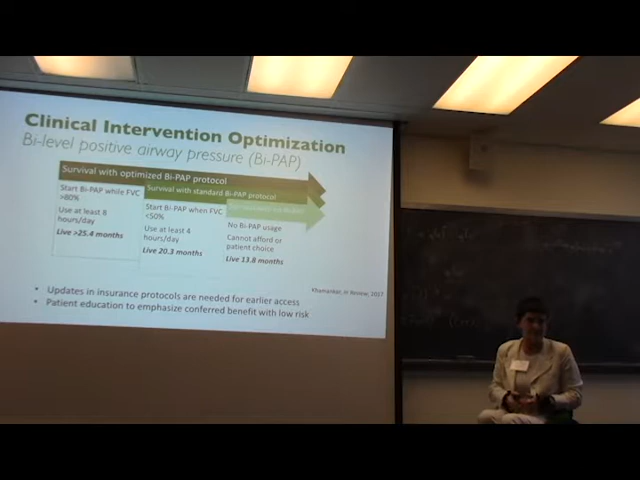 Clinical Intervention Optimization
Bi-level positive airway pressure (Bi-PAP)
Survival with optimized Bi-PAP protocol
Survival with standard Bi-PAP protocol
Start Bi-PAP while FVC
>80%
Use at least 8
hours/day
Live >25.4 months
Start Bi-PAP when FVC
<50%
Use at least 4
hours/day
Live 20.3 months
No Bi-PAP usage
Cannot afford or
patient choice
Live 13.8 months
Review, 2017
• Updates in insurance protocols are needed for earlier access
• Patient education to emphasize conferred benefit with low risk